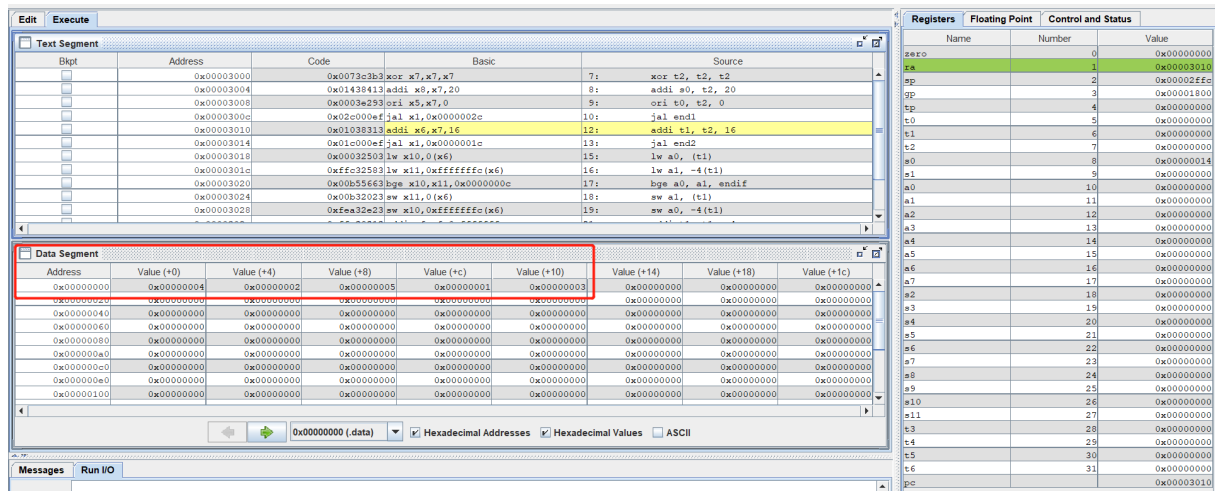 Edit Execute
Text Segment
Bkpt Address Code Basic Source
0x00003000 0x0073c3b3 xor x7,x7,x7 7: xor t2, t2, t2
0x00003004 0x01438413 addi x8,x7,20 8: addi s0, t2, 20
0x00003008 0x0003e293 ori x5,x7,0 9: ori t0, t2, 0
0x0000300c 0x02c000ef jal x1,0x0000002c 10: jal end1
0x00003010 0x01038313 addi x6,x7,16 12: addi t1, t2, 16
0x00003014 0x01c000ef jal x1,0x0000001c 13: jal end2
0x00003018 0x00032503 lw x10,0(x6) 15: lw a0, (t1)
0x0000301c 0xffc32583 lw x11,0xfffffffc(x6) 16: lw a1, -4(t1)
0x00003020 0x00b55663 bge x10,x11,0x0000000c 17: bge a0, a1, endif
0x00003024 0x00b32023 sw x11,0(x6) 18: sw a1, (t1)
0x00003028 0xfea32e23 sw x10,0xfffffffc(x6) 19: sw a0, -4(t1)
Data Segment
Address Value (+0) Value (+4) Value (+8) Value (+c) Value (+10) Value (+14) Value (+18) Value (+1c)
0x00000000 0x00000004 0x00000002 0x00000005 0x00000001 0x00000003 0x00000000 0x00000000 0x00000000
0x00000020 0x00000000 0x00000000 0x00000000 0x00000000 0x00000000 0x00000000 0x00000000 0x00000000
0x00000040 0x00000000 0x00000000 0x00000000 0x00000000 0x00000000 0x00000000 0x00000000 0x00000000
0x00000060 0x00000000 0x00000000 0x00000000 0x00000000 0x00000000 0x00000000 0x00000000 0x00000000
0x00000080 0x00000000 0x00000000 0x00000000 0x00000000 0x00000000 0x00000000 0x00000000 0x00000000
0x000000a0 0x00000000 0x00000000 0x00000000 0x00000000 0x00000000 0x00000000 0x00000000 0x00000000
0x000000c0 0x00000000 0x00000000 0x00000000 0x00000000 0x00000000 0x00000000 0x00000000 0x00000000
0x000000e0 0x00000000 0x00000000 0x00000000 0x00000000 0x00000000 0x00000000 0x00000000 0x00000000
0x00000100 0x00000000 0x00000000 0x00000000 0x00000000 0x00000000 0x00000000 0x00000000 0x00000000
0x00000000 (.data) Hexadecimal Addresses Hexadecimal Values ASCII
Messages Run I/O
Registers Floating Point Control and Status
Name Number Value
zero 0 0x00000000
ra 1 0x00003010
sp 2 0x00002ffc
gp 3 0x00001800
tp 4 0x00000000
t0 5 0x00000000
t1 6 0x00000000
t2 7 0x00000000
s0 8 0x00000014
s1 9 0x00000000
a0 10 0x00000000
a1 11 0x00000000
a2 12 0x00000000
a3 13 0x00000000
a4 14 0x00000000
a5 15 0x00000000
a6 16 0x00000000
a7 17 0x00000000
s2 18 0x00000000
s3 19 0x00000000
s4 20 0x00000000
s5 21 0x00000000
s6 22 0x00000000
s7 23 0x00000000
s8 24 0x00000000
s9 25 0x00000000
s10 26 0x00000000
s11 27 0x00000000
t3 28 0x00000000
t4 29 0x00000000
t5 30 0x00000000
t6 31 0x00000000
pc 0x00003010